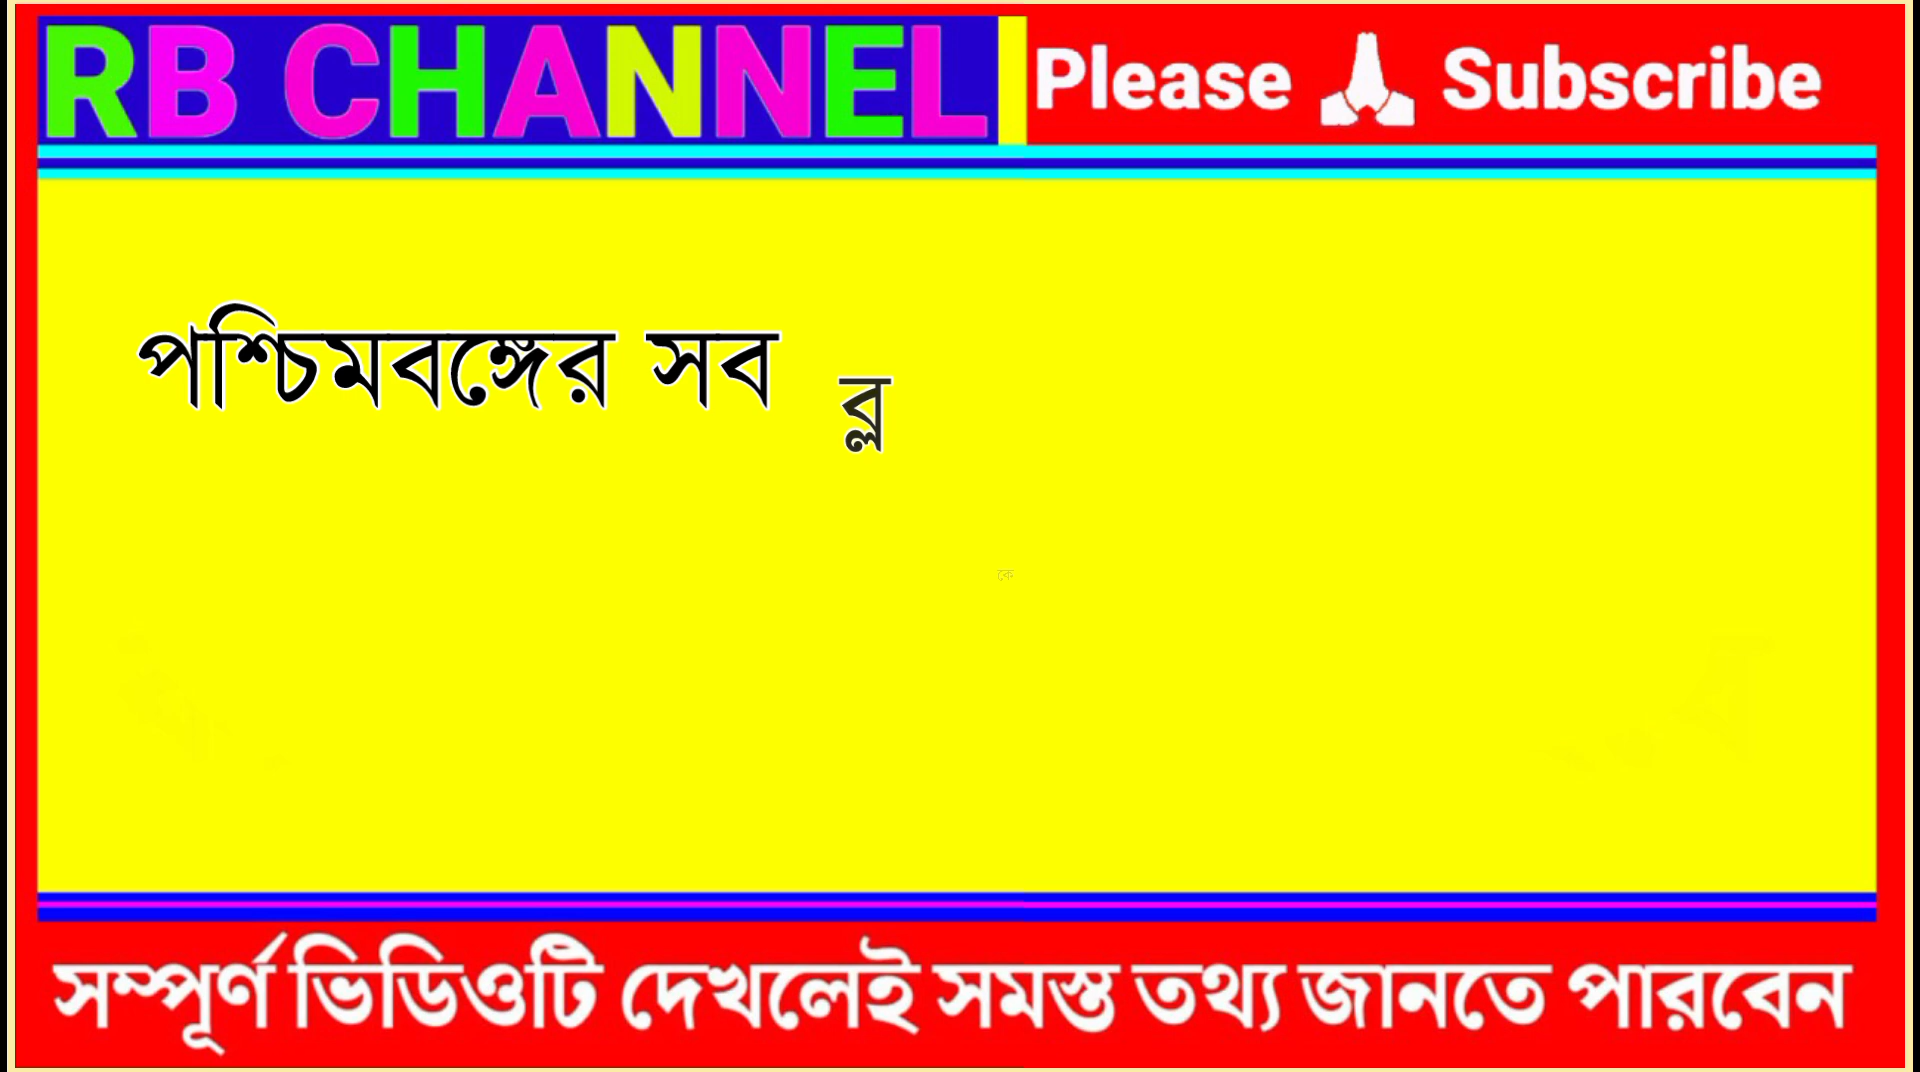 RB CHANNEL Please 🙏 Subscribe
পশ্চিমবঙ্গের সব ব্ল
কে
সম্পূর্ণ ভিডিওটি দেখলেই সমস্ত তথ্য জানতে পারবেন